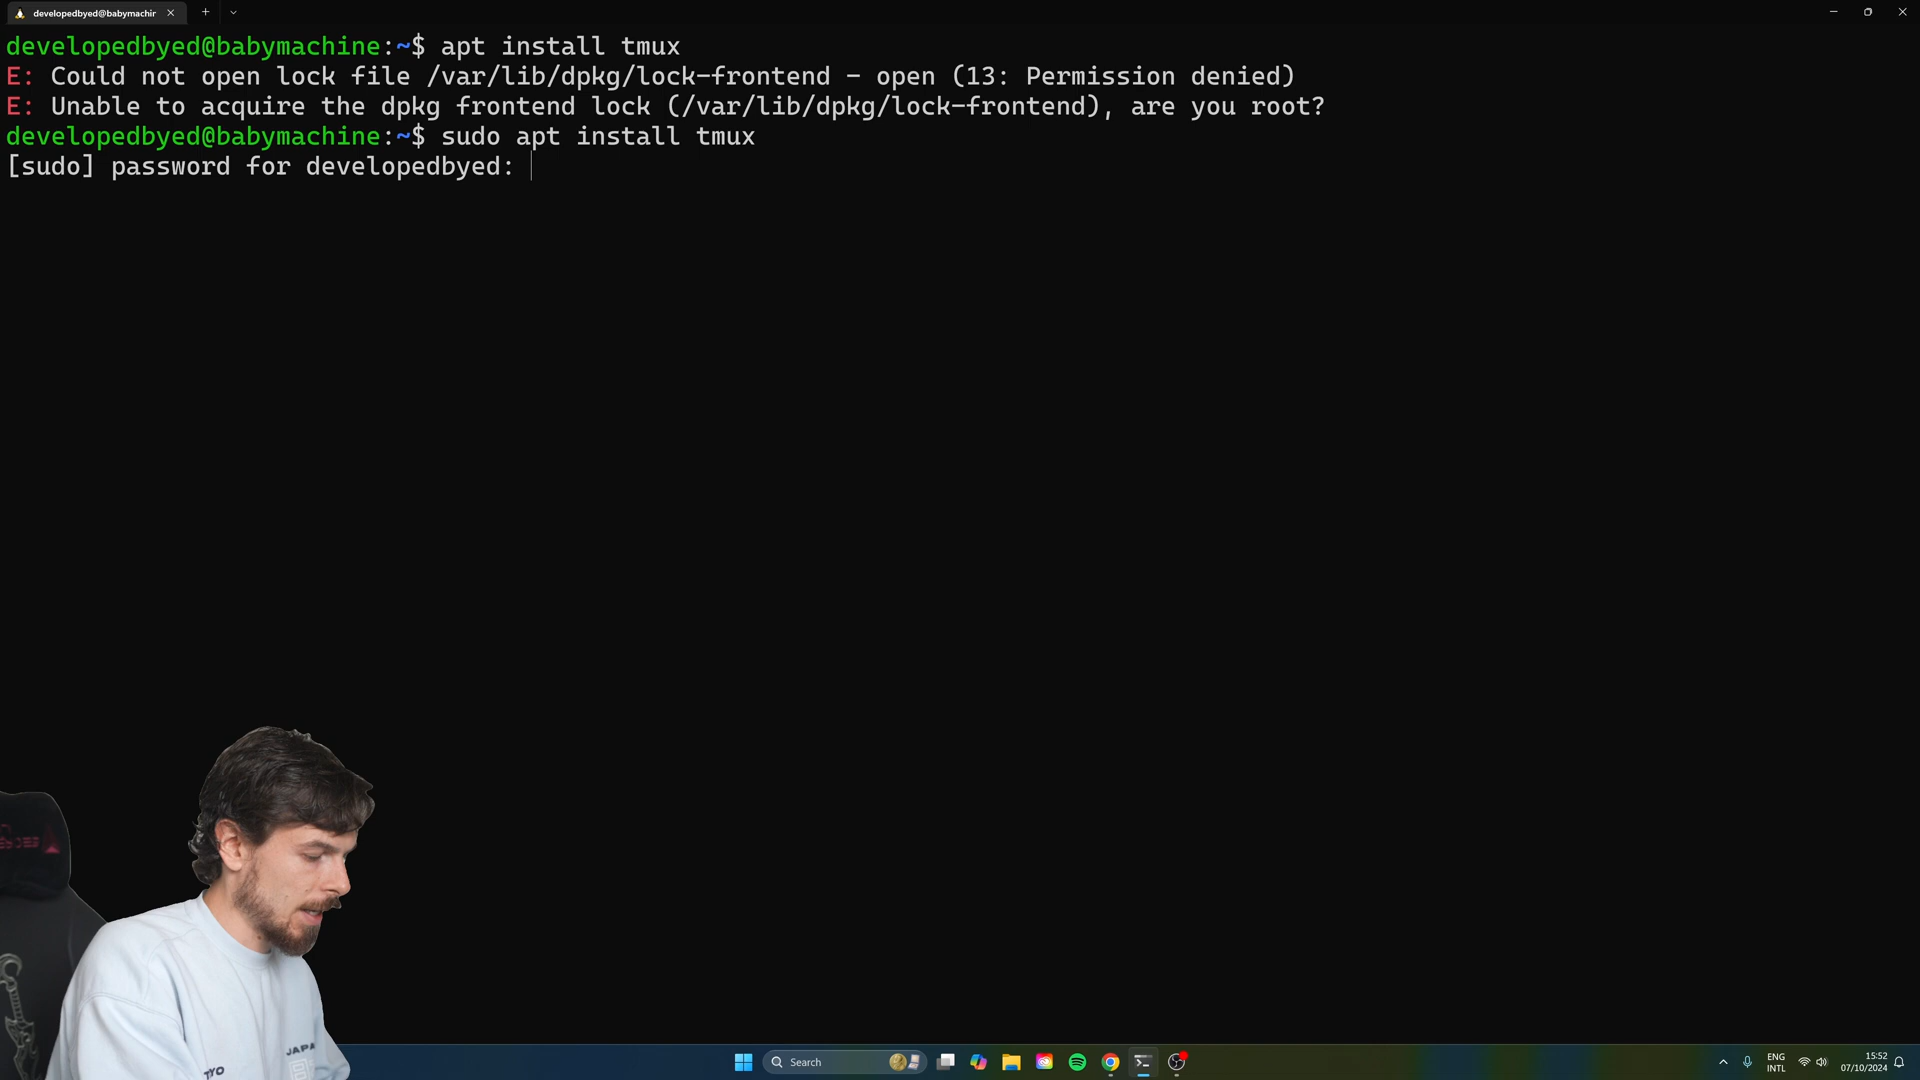 developedbyed@babymachir
developedbyed@babymachine:~$ apt install tmux
E: Could not open lock file /var/lib/dpkg/lock-frontend - open (13: Permission denied)
E: Unable to acquire the dpkg frontend lock (/var/lib/dpkg/lock-frontend), are you root?
developedbyed@babymachine:~$ sudo apt install tmux
[sudo] password for developedbyed:
JAPA
TYO
Search
ENG
INTL
15:52
07/10/2024